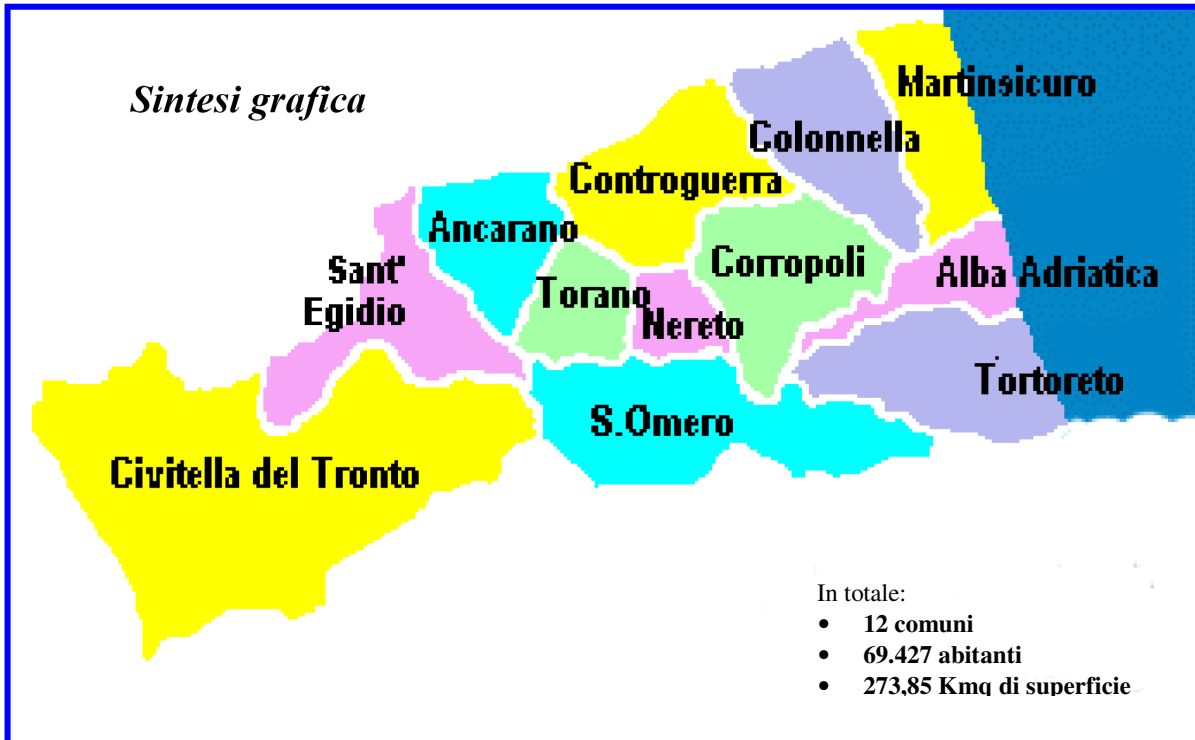 Sintesi grafica
Martinsicuro
Colonnella
Controguerra
Ancarano
Corropoli
Sant'
Egidio
Alba Adriatica
Torano
Nereto
Tortoreto
S.Omero
Civitella del Tronto
In totale:
• 12 comuni
• 69.427 abitanti
• 273,85 Kmq di superficie